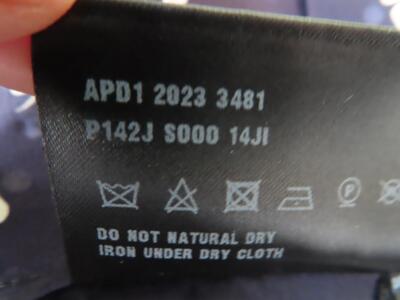 APD1 2023 3481
P142J S000 14JI
P
DO NOT NATURAL DRY
IRON UNDER DRY CLOTH